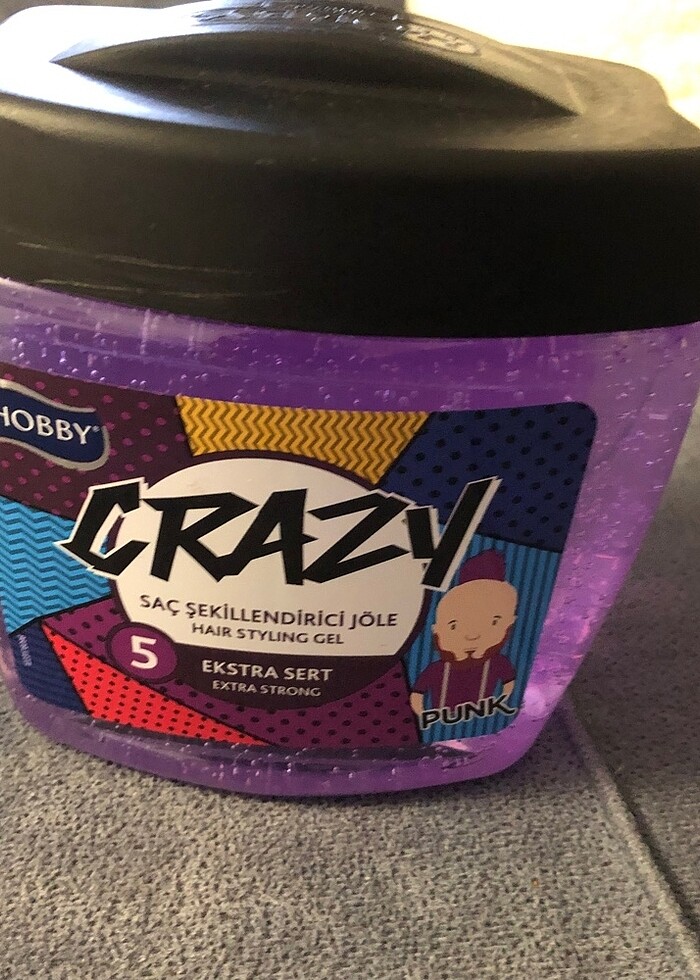 HOBBY
CRAZY
SAÇ ŞEKİLLENDİRİCİ JÖLE
HAIR STYLING GEL
5
EKSTRA SERT
EXTRA STRONG
PUNK